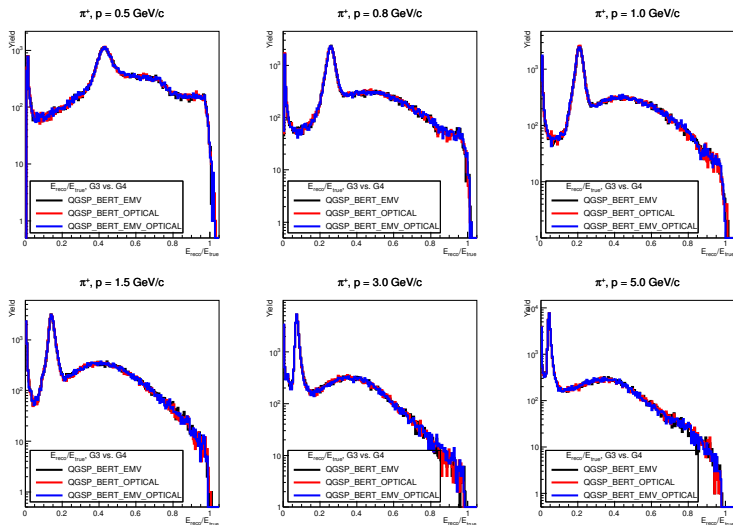 π⁺, p = 0.5 GeV/c
Yield
10³
10²
10
1
E_reco/E_true, G3 vs. G4
QGSP_BERT_EMV
QGSP_BERT_OPTICAL
QGSP_BERT_EMV_OPTICAL
0 0.2 0.4 0.6 0.8 1
E_reco/E_true
π⁺, p = 0.8 GeV/c
Yield
10³
10²
10
1
E_reco/E_true, G3 vs. G4
QGSP_BERT_EMV
QGSP_BERT_OPTICAL
QGSP_BERT_EMV_OPTICAL
0 0.2 0.4 0.6 0.8 1
E_reco/E_true
π⁺, p = 1.0 GeV/c
Yield
10³
10²
10
1
E_reco/E_true, G3 vs. G4
QGSP_BERT_EMV
QGSP_BERT_OPTICAL
QGSP_BERT_EMV_OPTICAL
0 0.2 0.4 0.6 0.8 1
E_reco/E_true
π⁺, p = 1.5 GeV/c
Yield
10³
10²
10
1
E_reco/E_true, G3 vs. G4
QGSP_BERT_EMV
QGSP_BERT_OPTICAL
QGSP_BERT_EMV_OPTICAL
0 0.2 0.4 0.6 0.8 1
E_reco/E_true
π⁺, p = 3.0 GeV/c
Yield
10³
10²
10
1
E_reco/E_true, G3 vs. G4
QGSP_BERT_EMV
QGSP_BERT_OPTICAL
QGSP_BERT_EMV_OPTICAL
0 0.2 0.4 0.6 0.8 1
E_reco/E_true
π⁺, p = 5.0 GeV/c
Yield
10⁴
10³
10²
10
1
E_reco/E_true, G3 vs. G4
QGSP_BERT_EMV
QGSP_BERT_OPTICAL
QGSP_BERT_EMV_OPTICAL
0 0.2 0.4 0.6 0.8 1
E_reco/E_true